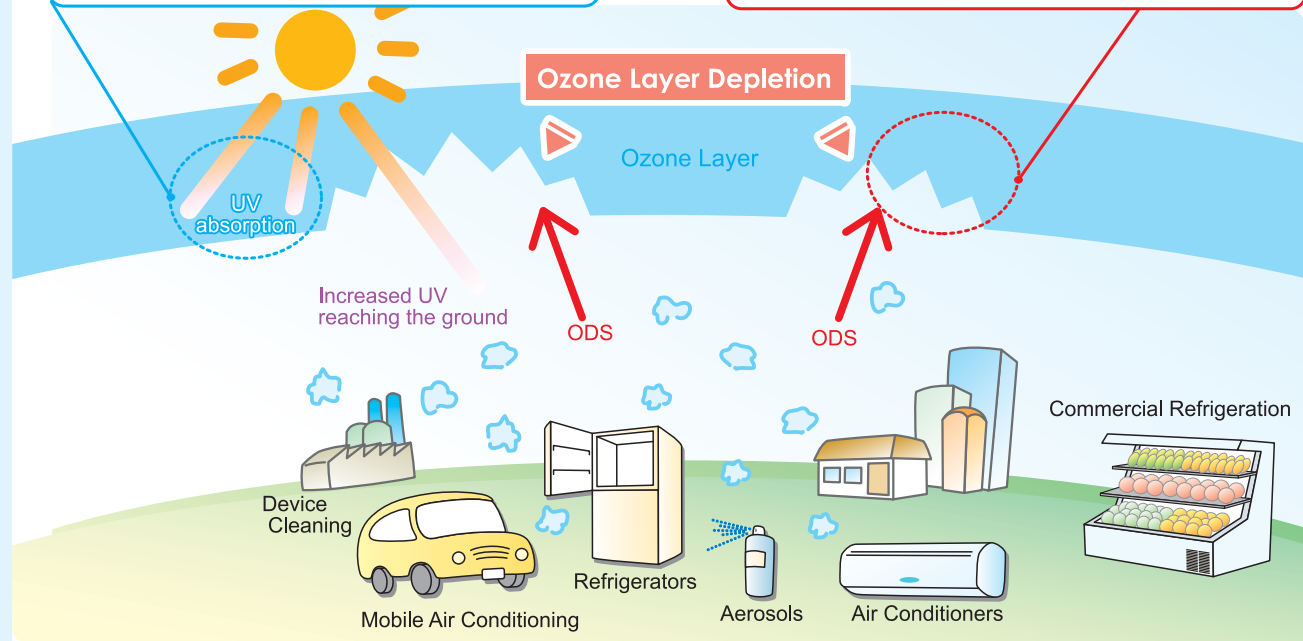 Ozone Layer Depletion
Ozone Layer
UV
absorption
Increased UV
reaching the ground
ODS
ODS
Commercial Refrigeration
Device
Cleaning
Refrigerators
Mobile Air Conditioning
Aerosols
Air Conditioners